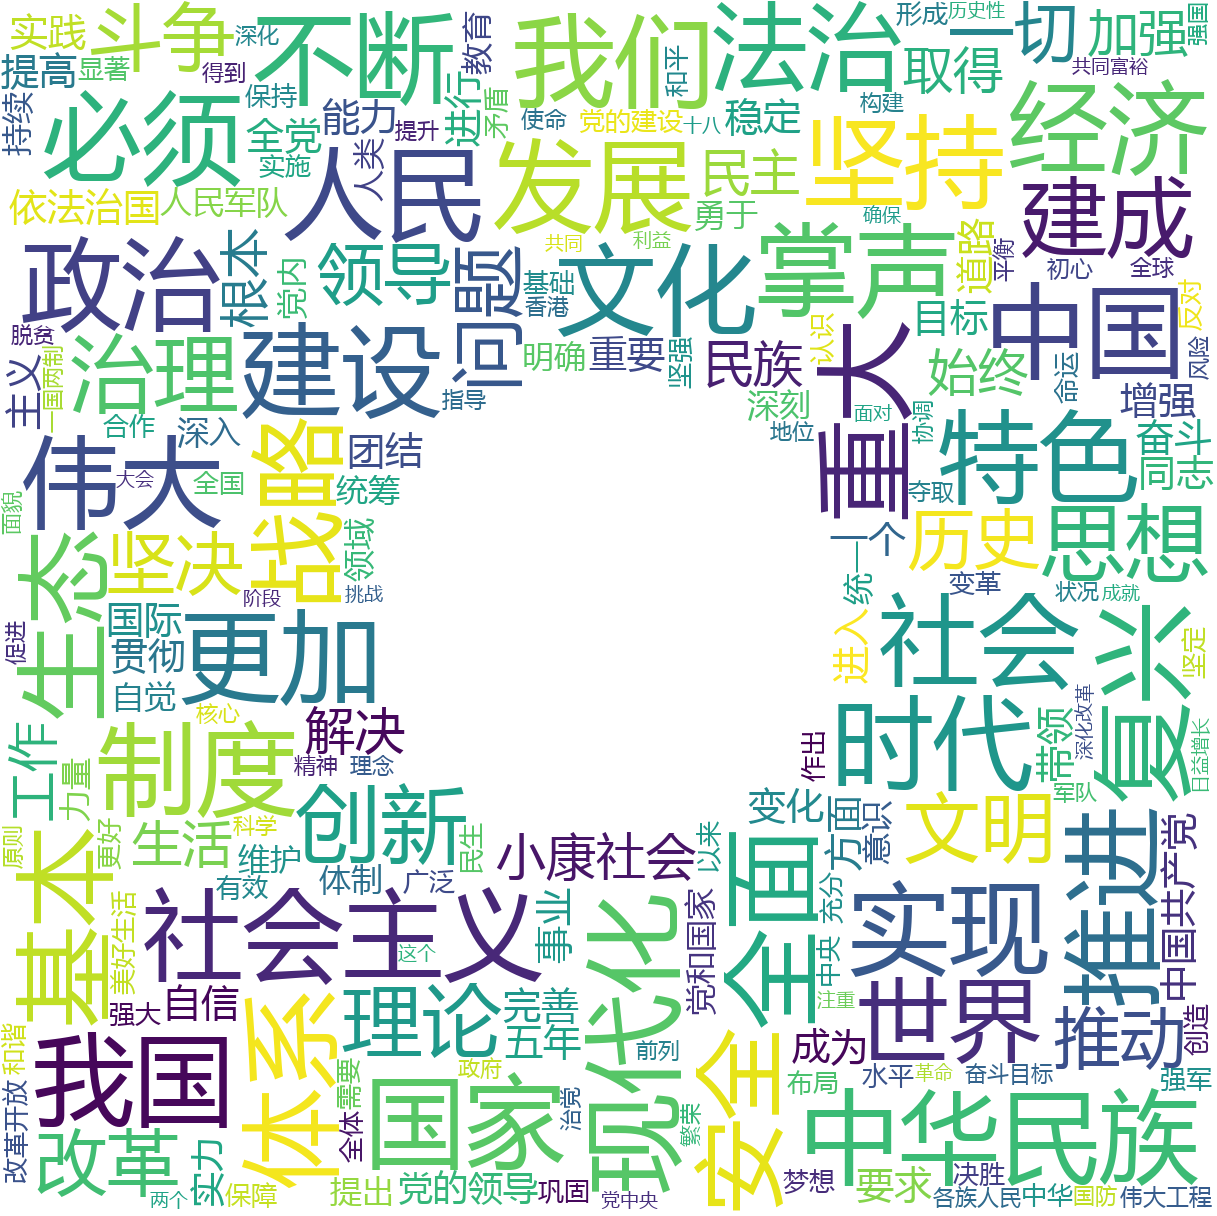 实践
斗争
深化
不断
教育
我们
和平
法治
形成
历史性
一切
加强
强国
提高
显著
得到
进行
取得
共同富裕
持续
必须
保持
全党
实施
能力
提升
矛盾
使命
党的建设
十八
稳定
构建
坚持
经济
依法治国
人民军队
人民
人类
发展
民主
勇于
确保
建成
政治
根本
党内
领导
问题
基础
香港
共同
利益
文化
掌声
道路
平衡
初心
全球
目标
中国
反对
脱贫
主义
一国两制
治理
建设
指导
明确
重要
坚强
民族
认识
重大
始终
命运
风险
增强
合作
深入
深刻
地位
面对
协调
特色
奋斗
同志
伟大
大会
全国
战略
团结
统筹
领域
挑战
夺取
面貌
生态
坚决
阶段
一个
统一
历史
思想
变革
状况
成就
促进
国际
贯彻
自觉
更加
核心
进入
社会
复兴
坚定
工作
力量
制度
解决
精神
理念
作出
时代
带领
深化改革
军队
日益增长
原则
更好
生活
科学
维护
有效
创新
民生
体制
广泛
小康社会
以来
变化
方面
意识
文明
推进
中国共产党
基本
美好生活
社会主义
这个
事业
现代化
党和国家
全面
充分
中央
注重
实现
强大
自信
体系
理论
完善
五年
前列
世界
成为
推动
创造
和谐
我国
需要
政府
国家
治党
安全
布局
水平
革命
奋斗目标
强军
改革开放
改革
实力
两个
保障
全体
提出
党的领导
巩固
党中央
繁荣
中华民族
梦想
要求
决胜
各族人民
中华
国防
伟大工程